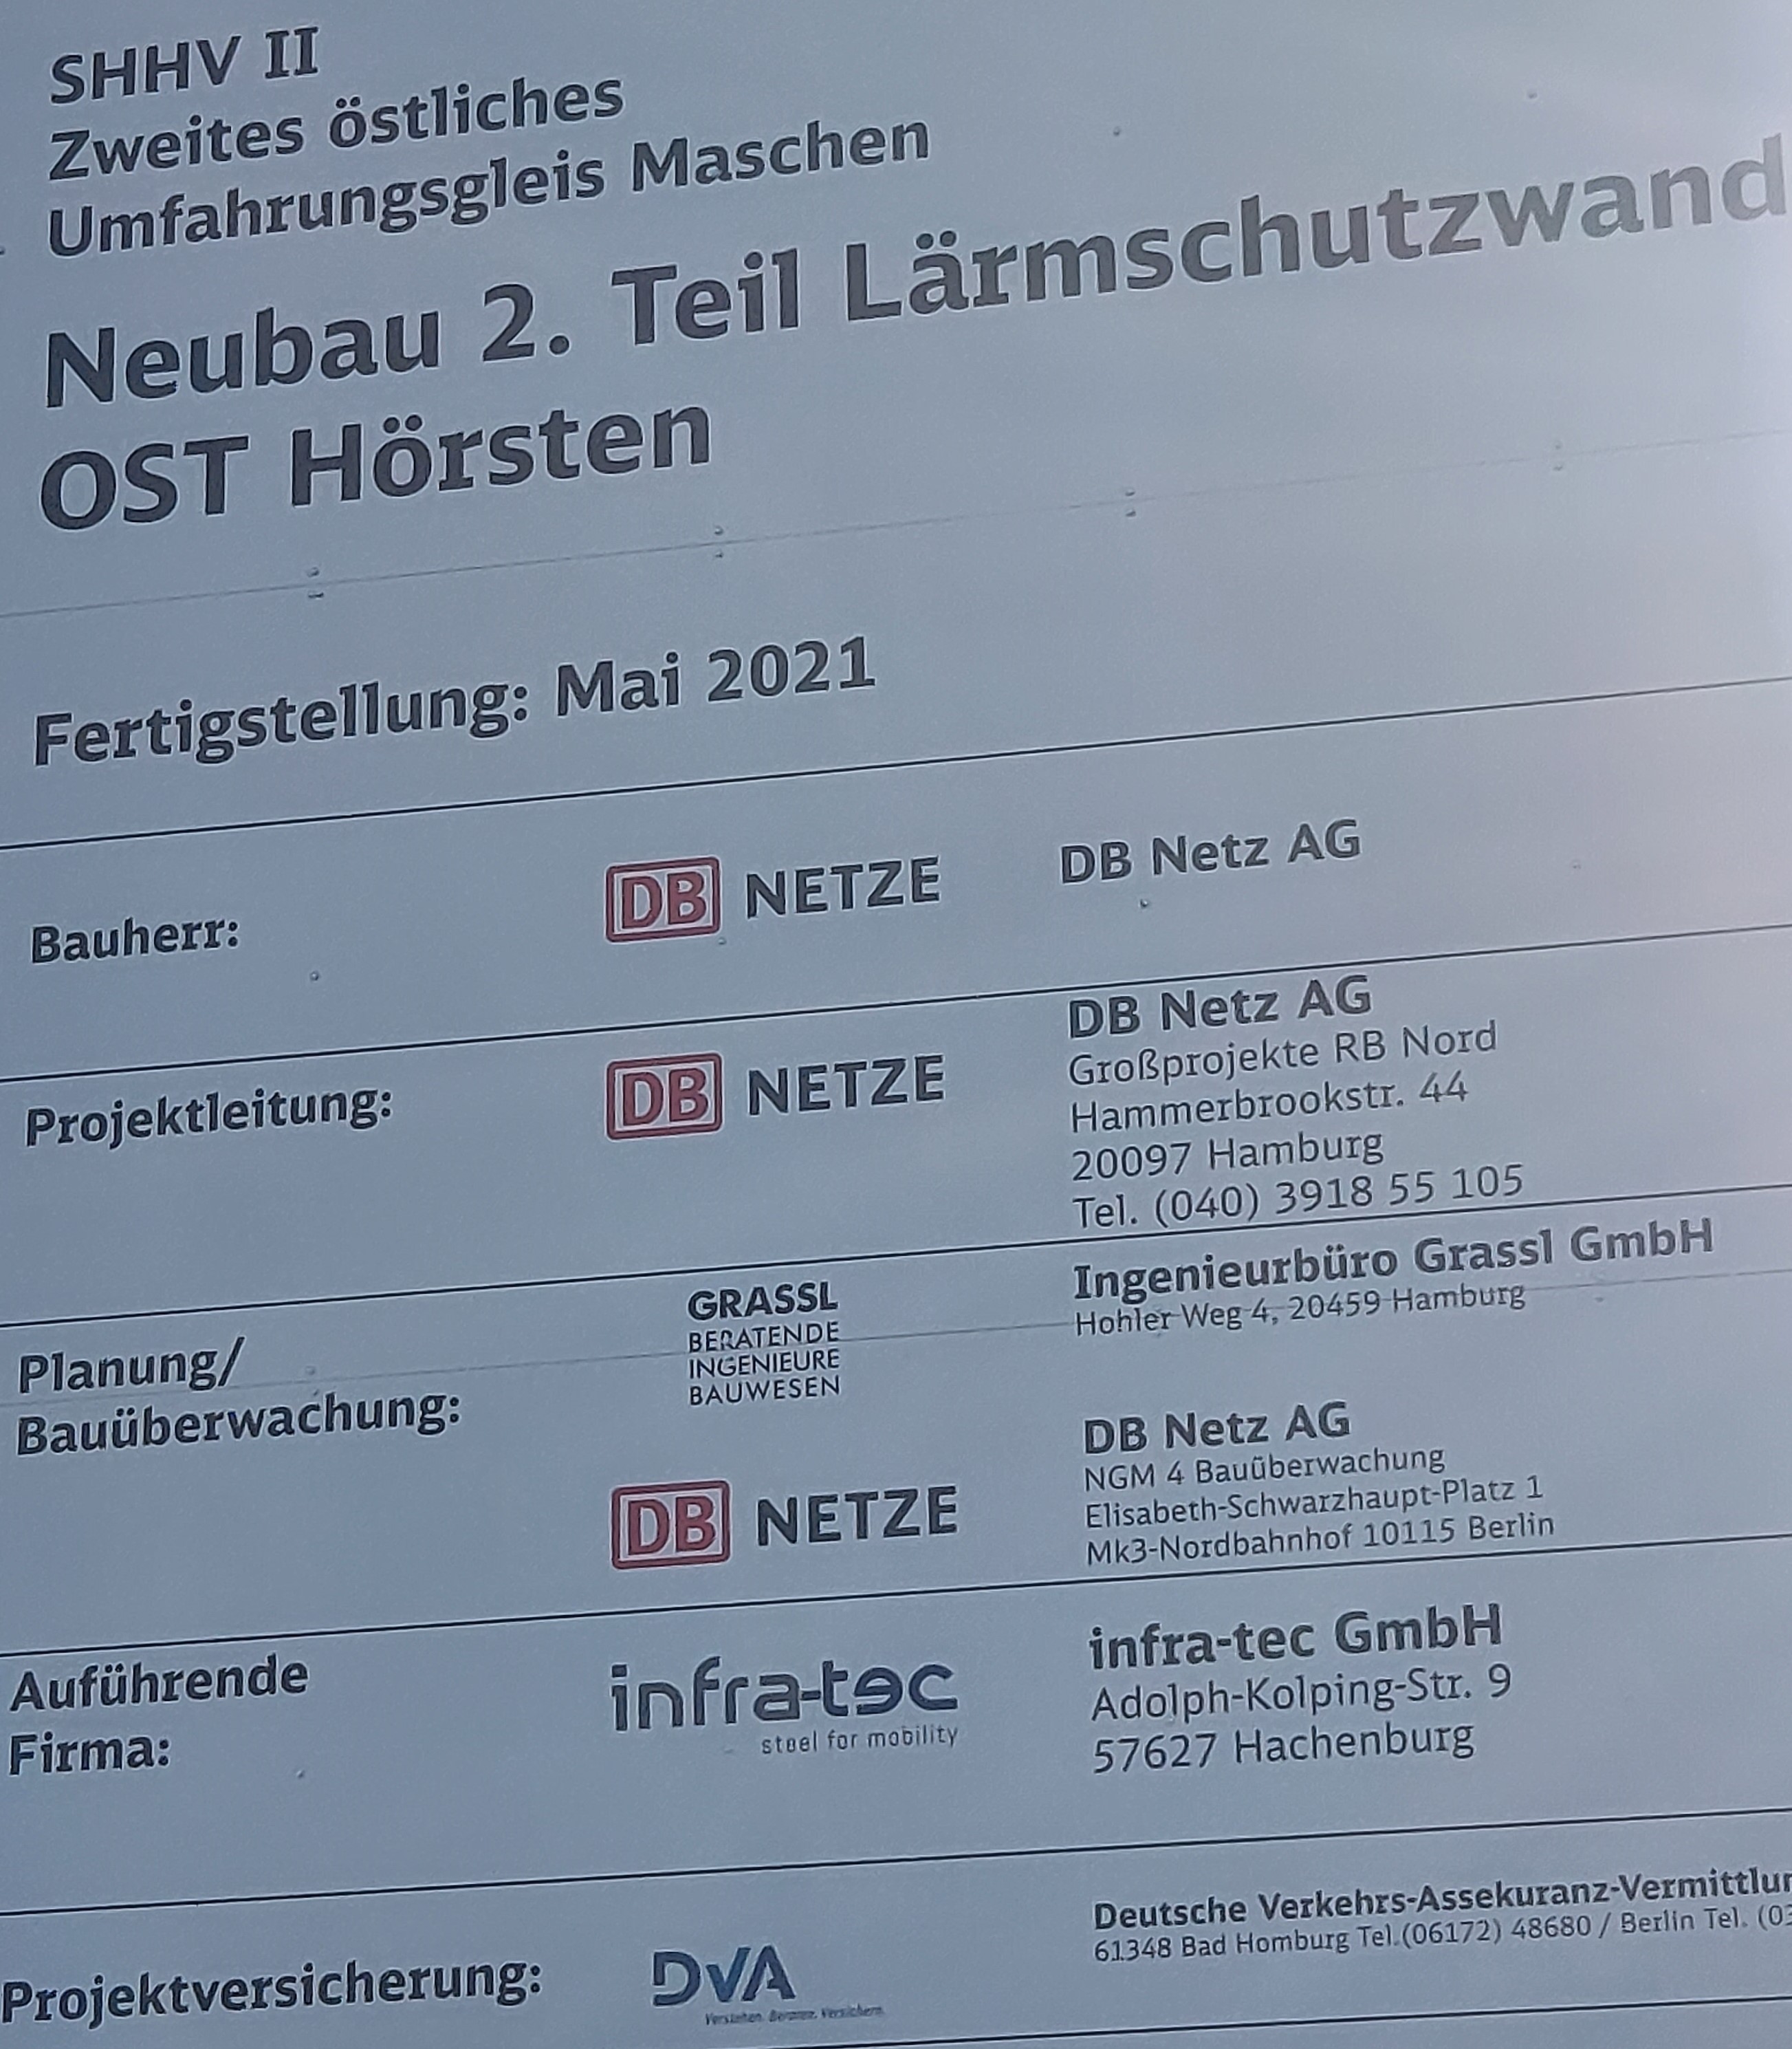 SHHV II
Zweites östliches
Umfahrungsgleis Maschen
Neubau 2. Teil Lärmschutzwand
OST Hörsten
Fertigstellung: Mai 2021
Bauherr:
DB NETZE
DB Netz AG
Projektleitung:
DB NETZE
DB Netz AG
Großprojekte RB Nord
Hammerbrookstr. 44
20097 Hamburg
Tel. (040) 3918 55 105
Planung/
Bauüberwachung:
GRASSL
BERATENDE
INGENIEURE
BAUWESEN
Ingenieurbüro Grassl GmbH
Hohler Weg 4, 20459 Hamburg
DB NETZE
DB Netz AG
NGM 4 Bauüberwachung
Elisabeth-Schwarzhaupt-Platz 1
Mk3-Nordbahnhof 10115 Berlin
Auführende
Firma:
infra-tec
steel for mobility
infra-tec GmbH
Adolph-Kolping-Str. 9
57627 Hachenburg
Projektversicherung:
DVA
Verstehen. Beraten. Versichern.
Deutsche Verkehrs-Assekuranz-Vermittlun
61348 Bad Homburg Tel.(06172) 48680 / Berlin Tel. (03